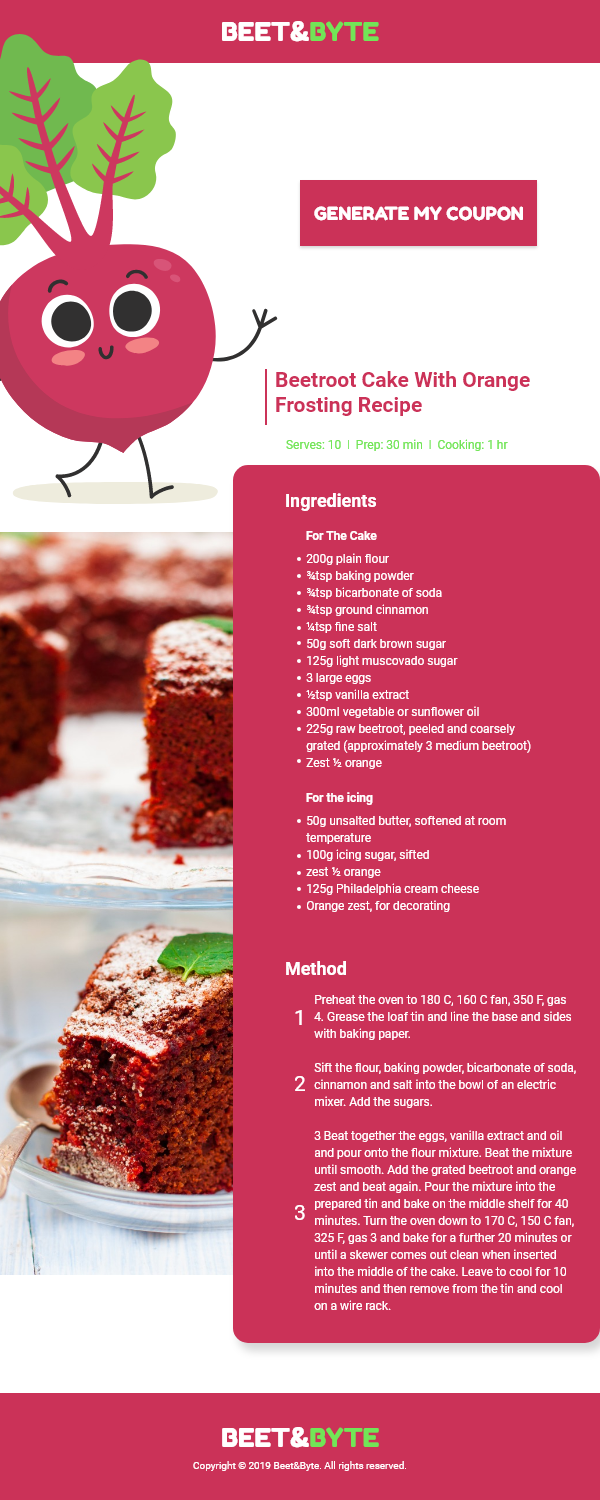 BEET&BYTE
GENERATE MY COUPON
Beetroot Cake With Orange
Frosting Recipe
Serves: 10 | Prep: 30 min | Cooking: 1 hr
Ingredients
For The Cake
• 200g plain flour
• ¾tsp baking powder
• ¾tsp bicarbonate of soda
• ¾tsp ground cinnamon
• ¼tsp fine salt
• 50g soft dark brown sugar
• 125g light muscovado sugar
• 3 large eggs
• ½tsp vanilla extract
• 300ml vegetable or sunflower oil
• 225g raw beetroot, peeled and coarsely
grated (approximately 3 medium beetroot)
• Zest ½ orange
For the icing
• 50g unsalted butter, softened at room
temperature
• 100g icing sugar, sifted
• zest ½ orange
• 125g Philadelphia cream cheese
• Orange zest, for decorating
Method
1
Preheat the oven to 180 C, 160 C fan, 350 F, gas
4. Grease the loaf tin and line the base and sides
with baking paper.
2
Sift the flour, baking powder, bicarbonate of soda,
cinnamon and salt into the bowl of an electric
mixer. Add the sugars.
3
3 Beat together the eggs, vanilla extract and oil
and pour onto the flour mixture. Beat the mixture
until smooth. Add the grated beetroot and orange
zest and beat again. Pour the mixture into the
prepared tin and bake on the middle shelf for 40
minutes. Turn the oven down to 170 C, 150 C fan,
325 F, gas 3 and bake for a further 20 minutes or
until a skewer comes out clean when inserted
into the middle of the cake. Leave to cool for 10
minutes and then remove from the tin and cool
on a wire rack.
BEET&BYTE
Copyright © 2019 Beet&Byte. All rights reserved.